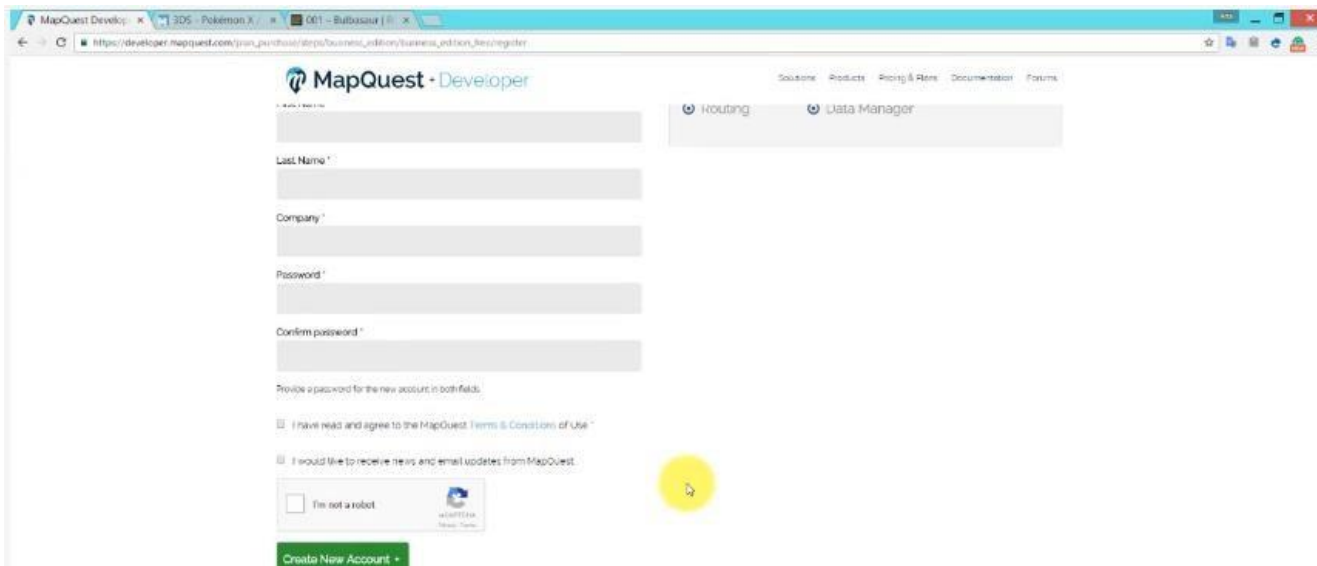 MapQuest Develop
3DS - Pokémon X /
001 - Bulbasaur |
https://developer.mapquest.com/plan_purchase/steps/business_edition/business_edition_free/register
MapQuest · Developer
Solutions Products Pricing & Plans Documentation Forums
Routing Data Manager
Last Name *
Company *
Password *
Confirm password *
Provide a password for the new account in both fields.
I have read and agree to the MapQuest Terms & Conditions of Use *
I would like to receive news and email updates from MapQuest
I'm not a robot
reCAPTCHA
Privacy - Terms
Create New Account +